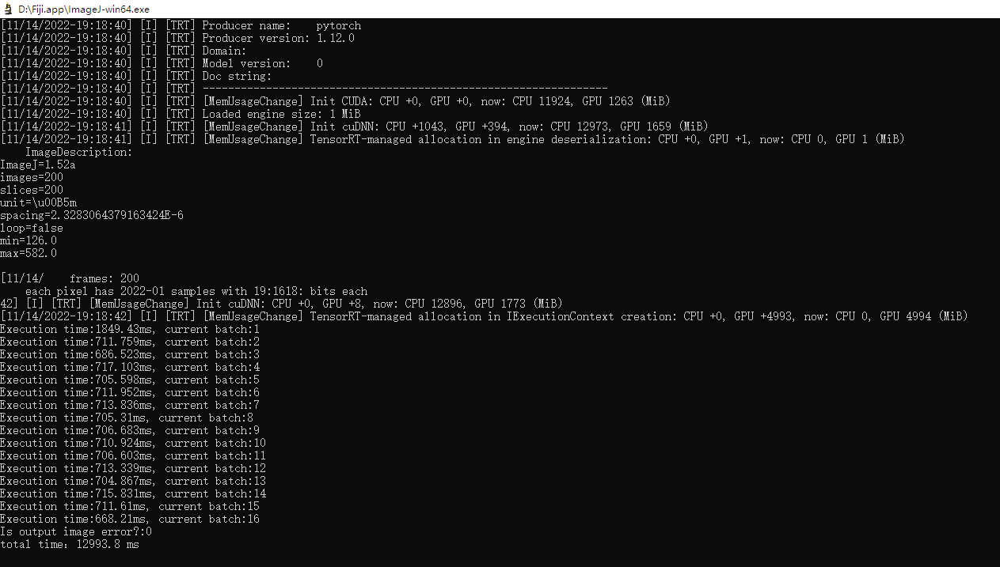 D:\Fiji.app\ImageJ-win64.exe
[11/14/2022-19:18:40] [I] [TRT] Producer name:    pytorch
[11/14/2022-19:18:40] [I] [TRT] Producer version: 1.12.0
[11/14/2022-19:18:40] [I] [TRT] Domain:
[11/14/2022-19:18:40] [I] [TRT] Model version:    0
[11/14/2022-19:18:40] [I] [TRT] Doc string:
[11/14/2022-19:18:40] [I] [TRT] ----------------------------------------------------------------
[11/14/2022-19:18:40] [I] [TRT] [MemUsageChange] Init CUDA: CPU +0, GPU +0, now: CPU 11924, GPU 1263 (MiB)
[11/14/2022-19:18:40] [I] [TRT] Loaded engine size: 1 MiB
[11/14/2022-19:18:41] [I] [TRT] [MemUsageChange] Init cuDNN: CPU +1043, GPU +394, now: CPU 12973, GPU 1659 (MiB)
[11/14/2022-19:18:41] [I] [TRT] [MemUsageChange] TensorRT-managed allocation in engine deserialization: CPU +0, GPU +1, now: CPU 0, GPU 1 (MiB)
    ImageDescription:
ImageJ=1.52a
images=200
slices=200
unit=\u00B5m
spacing=2.3283064379163424E-6
loop=false
min=126.0
max=582.0
[11/14/    frames: 200
    each pixel has 2022-01 samples with 19:1618: bits each
42] [I] [TRT] [MemUsageChange] Init cuDNN: CPU +0, GPU +8, now: CPU 12896, GPU 1773 (MiB)
[11/14/2022-19:18:42] [I] [TRT] [MemUsageChange] TensorRT-managed allocation in IExecutionContext creation: CPU +0, GPU +4993, now: CPU 0, GPU 4994 (MiB)
Execution time:1849.43ms, current batch:1
Execution time:711.759ms, current batch:2
Execution time:686.523ms, current batch:3
Execution time:717.103ms, current batch:4
Execution time:705.598ms, current batch:5
Execution time:711.952ms, current batch:6
Execution time:713.836ms, current batch:7
Execution time:705.31ms, current batch:8
Execution time:706.683ms, current batch:9
Execution time:710.924ms, current batch:10
Execution time:706.603ms, current batch:11
Execution time:713.339ms, current batch:12
Execution time:704.867ms, current batch:13
Execution time:715.831ms, current batch:14
Execution time:711.61ms, current batch:15
Execution time:668.21ms, current batch:16
Is output image error?:0
total time: 12993.8 ms